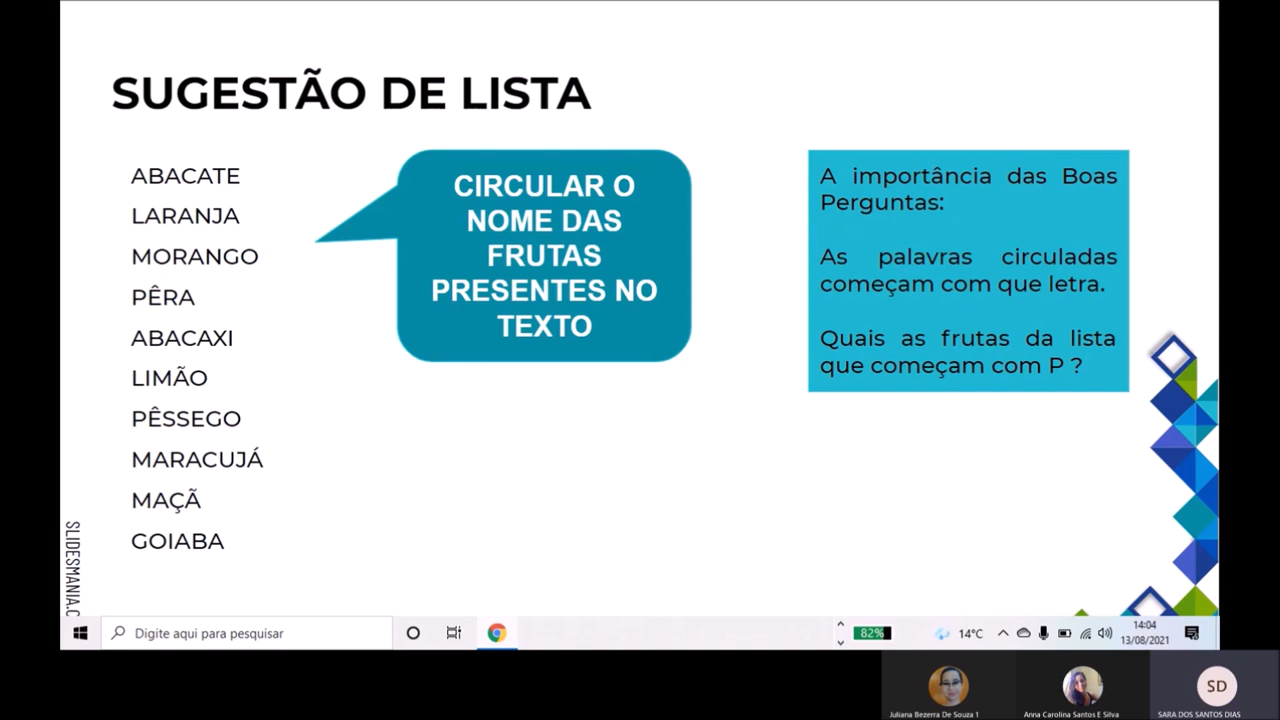 SUGESTÃO DE LISTA
ABACATE
LARANJA
MORANGO
PÊRA
ABACAXI
LIMÃO
PÊSSEGO
MARACUJÁ
MAÇÃ
GOIABA
CIRCULAR O
NOME DAS
FRUTAS
PRESENTES NO
TEXTO
A importância das Boas
Perguntas:
As palavras circuladas
começam com que letra.
Quais as frutas da lista
que começam com P ?
SLIDESMANIA.C
Digite aqui para pesquisar
82%
14°C
14:04
13/08/2021
Juliana Bezerra De Souza 1
Anna Carolina Santos E Silva
SD
SARA DOS SANTOS DIAS